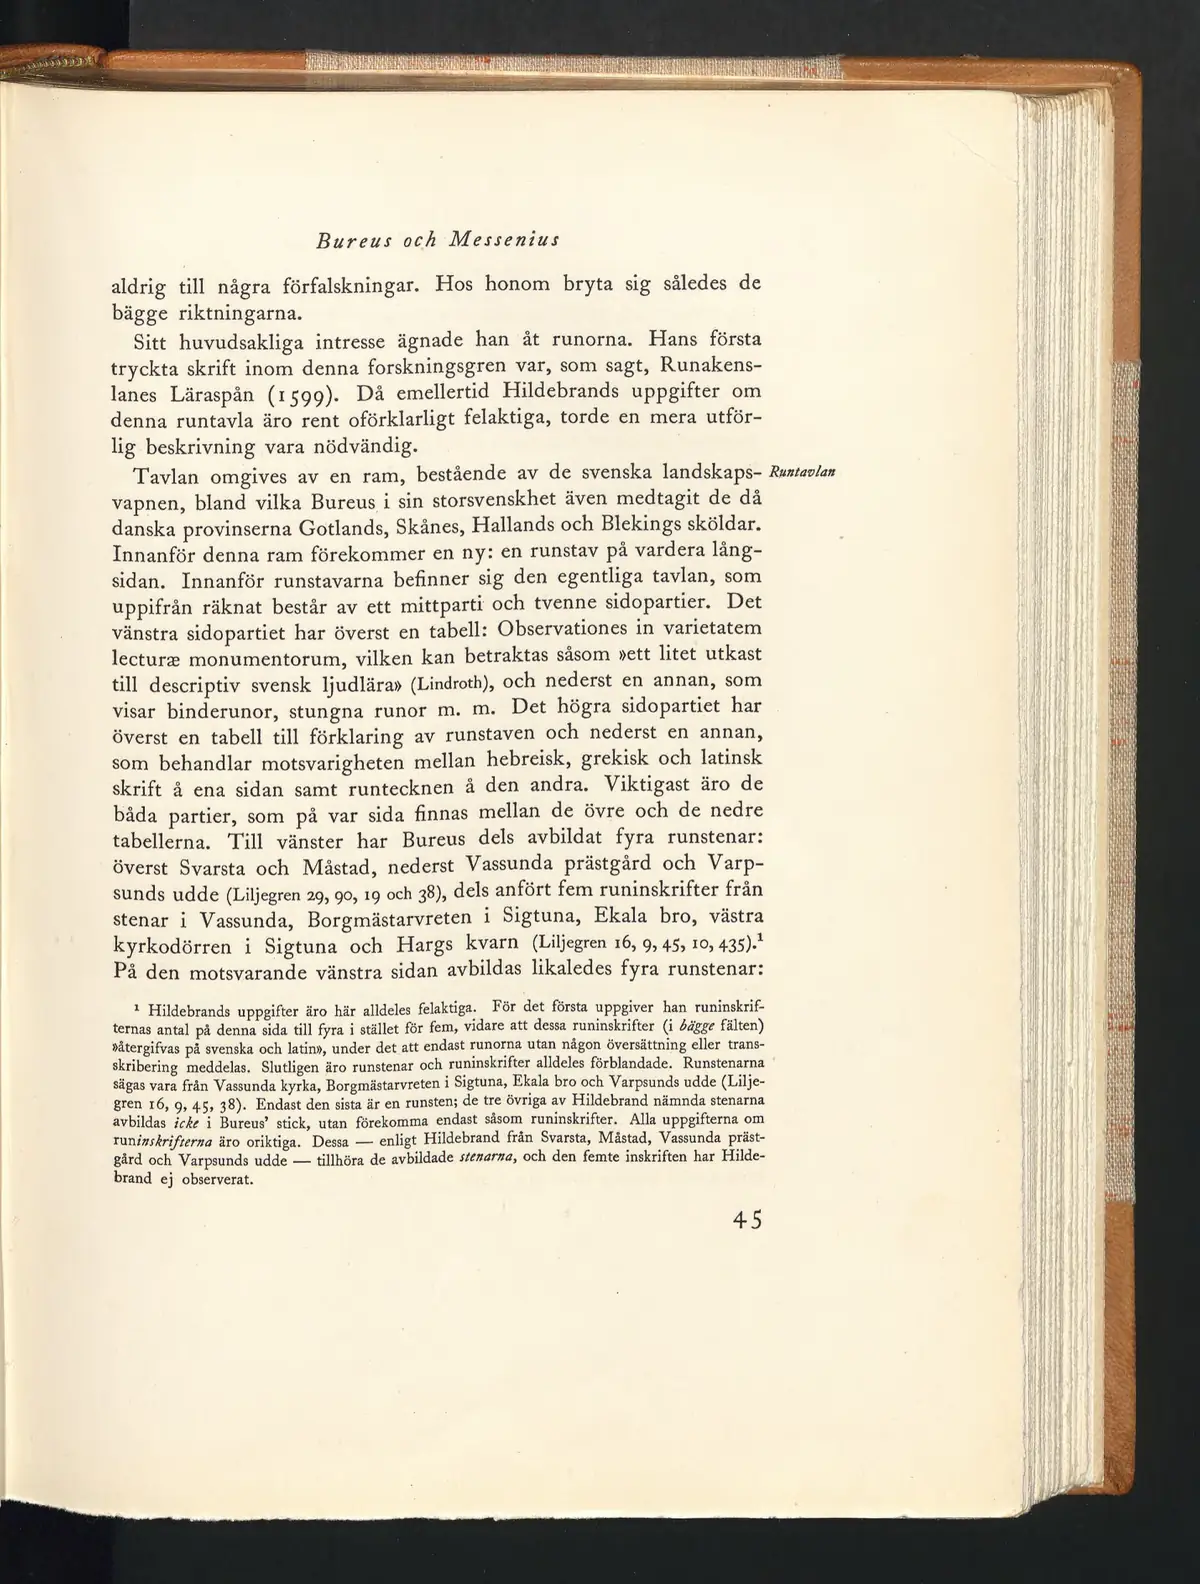 Bureus och Messenius
aldrig till några förfalskningar. Hos honom bryta sig således de
bägge riktningarna.
Sitt huvudsakliga intresse ägnade han åt runorna. Hans första
tryckta skrift inom denna forskningsgren var, som sagt, Runakens-
lanes Läraspån (1599). Då emellertid Hildebrands uppgifter om
denna runtavla äro rent oförklarligt felaktiga, torde en mera utför-
lig beskrivning vara nödvändig.
Tavlan omgives av en ram, bestående av de svenska landskaps- Runtavlan
vapnen, bland vilka Bureus i sin storsvenskhet även medtagit de då
danska provinserna Gotlands, Skånes, Hallands och Blekings sköldar.
Innanför denna ram förekommer en ny: en runstav på vardera lång-
sidan. Innanför runstavarna befinner sig den egentliga tavlan, som
uppifrån räknat består av ett mittparti och tvenne sidopartier. Det
vänstra sidopartiet har överst en tabell: Observationes in varietatem
lecturæ monumentorum, vilken kan betraktas såsom »ett litet utkast
till descriptiv svensk ljudlära» (Lindroth), och nederst en annan, som
visar binderunor, stungna runor m. m. Det högra sidopartiet har
överst en tabell till förklaring av runstaven och nederst en annan,
som behandlar motsvarigheten mellan hebreisk, grekisk och latinsk
skrift å ena sidan samt runtecknen å den andra. Viktigast äro de
båda partier, som på var sida finnas mellan de övre och de nedre
tabellerna. Till vänster har Bureus dels avbildat fyra runstenar:
överst Svarsta och Måstad, nederst Vassunda prästgård och Varp-
sunds udde (Liljegren 29, 90, 19 och 38), dels anfört fem runinskrifter från
stenar i Vassunda, Borgmästarvreten i Sigtuna, Ekala bro, västra
kyrkodörren i Sigtuna och Hargs kvarn (Liljegren 16, 9, 45, 10, 435).¹
På den motsvarande vänstra sidan avbildas likaledes fyra runstenar:
¹ Hildebrands uppgifter äro här alldeles felaktiga. För det första uppgiver han runinskrif-
ternas antal på denna sida till fyra i stället för fem, vidare att dessa runinskrifter (i bägge fälten)
»återgifvas på svenska och latin», under det att endast runorna utan någon översättning eller trans-
skribering meddelas. Slutligen äro runstenar och runinskrifter alldeles förblandade. Runstenarna
sägas vara från Vassunda kyrka, Borgmästarvreten i Sigtuna, Ekala bro och Varpsunds udde (Lilje-
gren 16, 9, 45, 38). Endast den sista är en runsten; de tre övriga av Hildebrand nämnda stenarna
avbildas icke i Bureus' stick, utan förekomma endast såsom runinskrifter. Alla uppgifterna om
runinskrifterna äro oriktiga. Dessa — enligt Hildebrand från Svarsta, Måstad, Vassunda präst-
gård och Varpsunds udde — tillhöra de avbildade stenarna, och den femte inskriften har Hilde-
brand ej observerat.
45